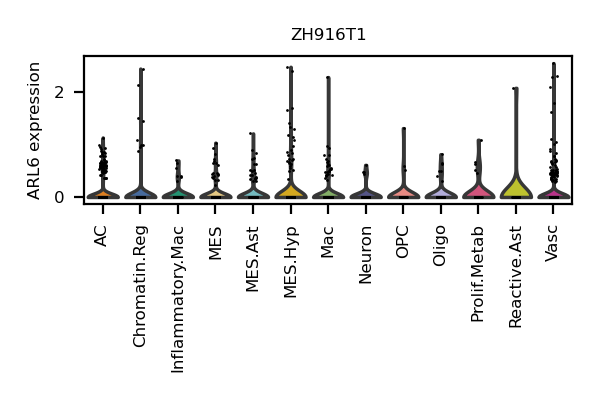 ZH916T1
ARL6 expression
2
0
AC
Chromatin.Reg
Inflammatory.Mac
MES
MES.Ast
MES.Hyp
Mac
Neuron
OPC
Oligo
Prolif.Metab
Reactive.Ast
Vasc